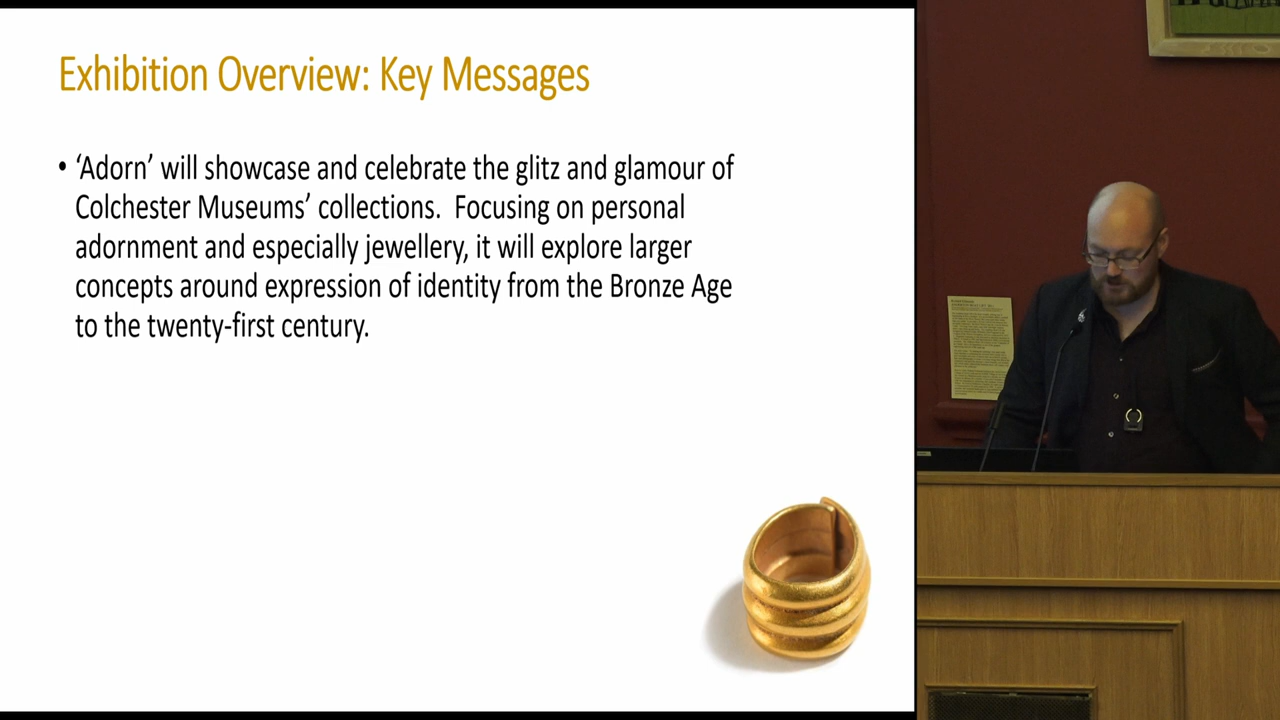 Exhibition Overview: Key Messages
• ‘Adorn’ will showcase and celebrate the glitz and glamour of
Colchester Museums’ collections.  Focusing on personal
adornment and especially jewellery, it will explore larger
concepts around expression of identity from the Bronze Age
to the twenty-first century.